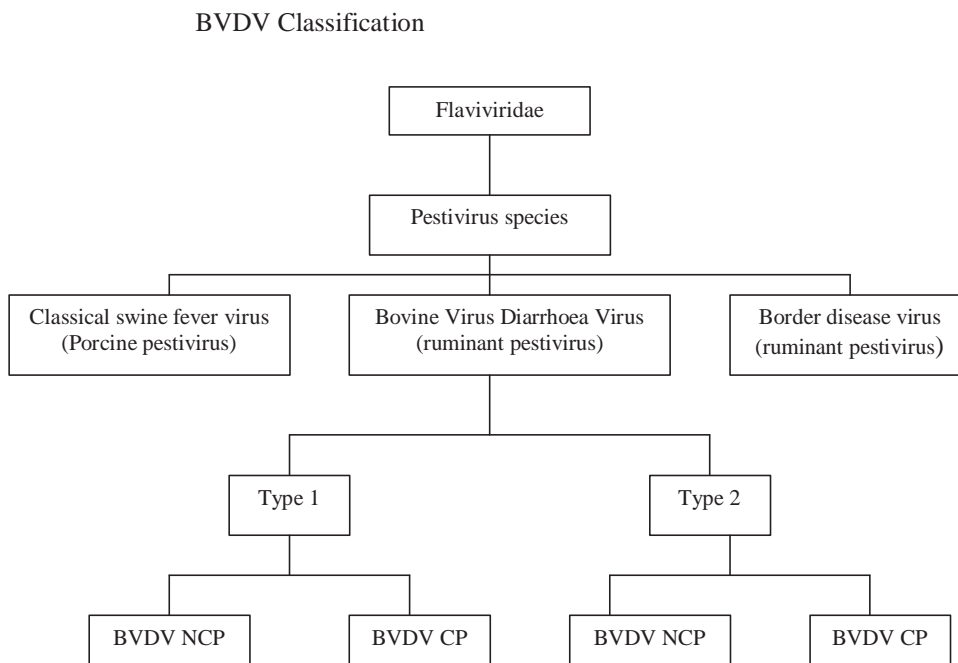 BVDV Classification
Flaviviridae
Pestivirus species
Classical swine fever virus
(Porcine pestivirus)
Bovine Virus Diarrhoea Virus
(ruminant pestivirus)
Border disease virus
(ruminant pestivirus)
Type 1
Type 2
BVDV NCP
BVDV CP
BVDV NCP
BVDV CP